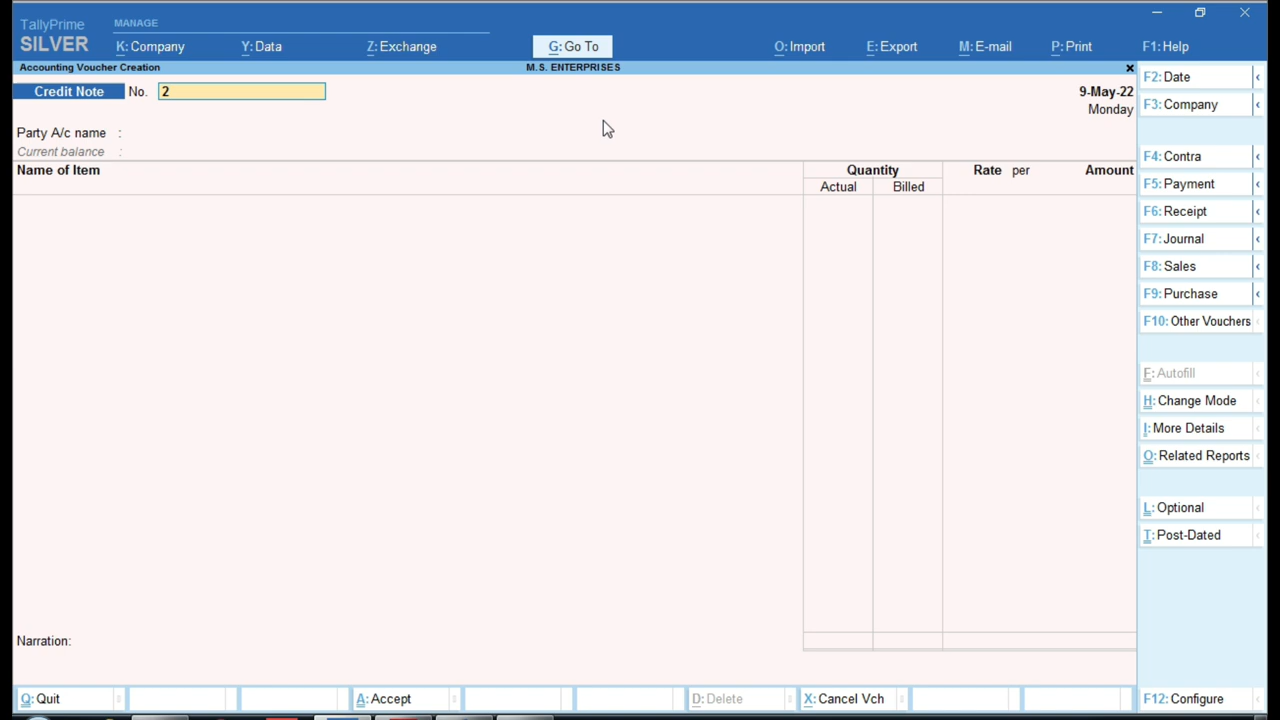 TallyPrime
SILVER
MANAGE
K: Company
Y: Data
Z: Exchange
G: Go To
O: Import
E: Export
M: E-mail
P: Print
F1: Help
Accounting Voucher Creation
M.S. ENTERPRISES
Credit Note No. 2
9-May-22
Monday
Party A/c name :
Current balance :
Name of Item
Quantity
Rate per
Amount
Actual
Billed
Narration:
F2: Date
F3: Company
F4: Contra
F5: Payment
F6: Receipt
F7: Journal
F8: Sales
F9: Purchase
F10: Other Vouchers
F: Autofill
H: Change Mode
I: More Details
O: Related Reports
L: Optional
T: Post-Dated
Q: Quit
A: Accept
D: Delete
X: Cancel Vch
F12: Configure